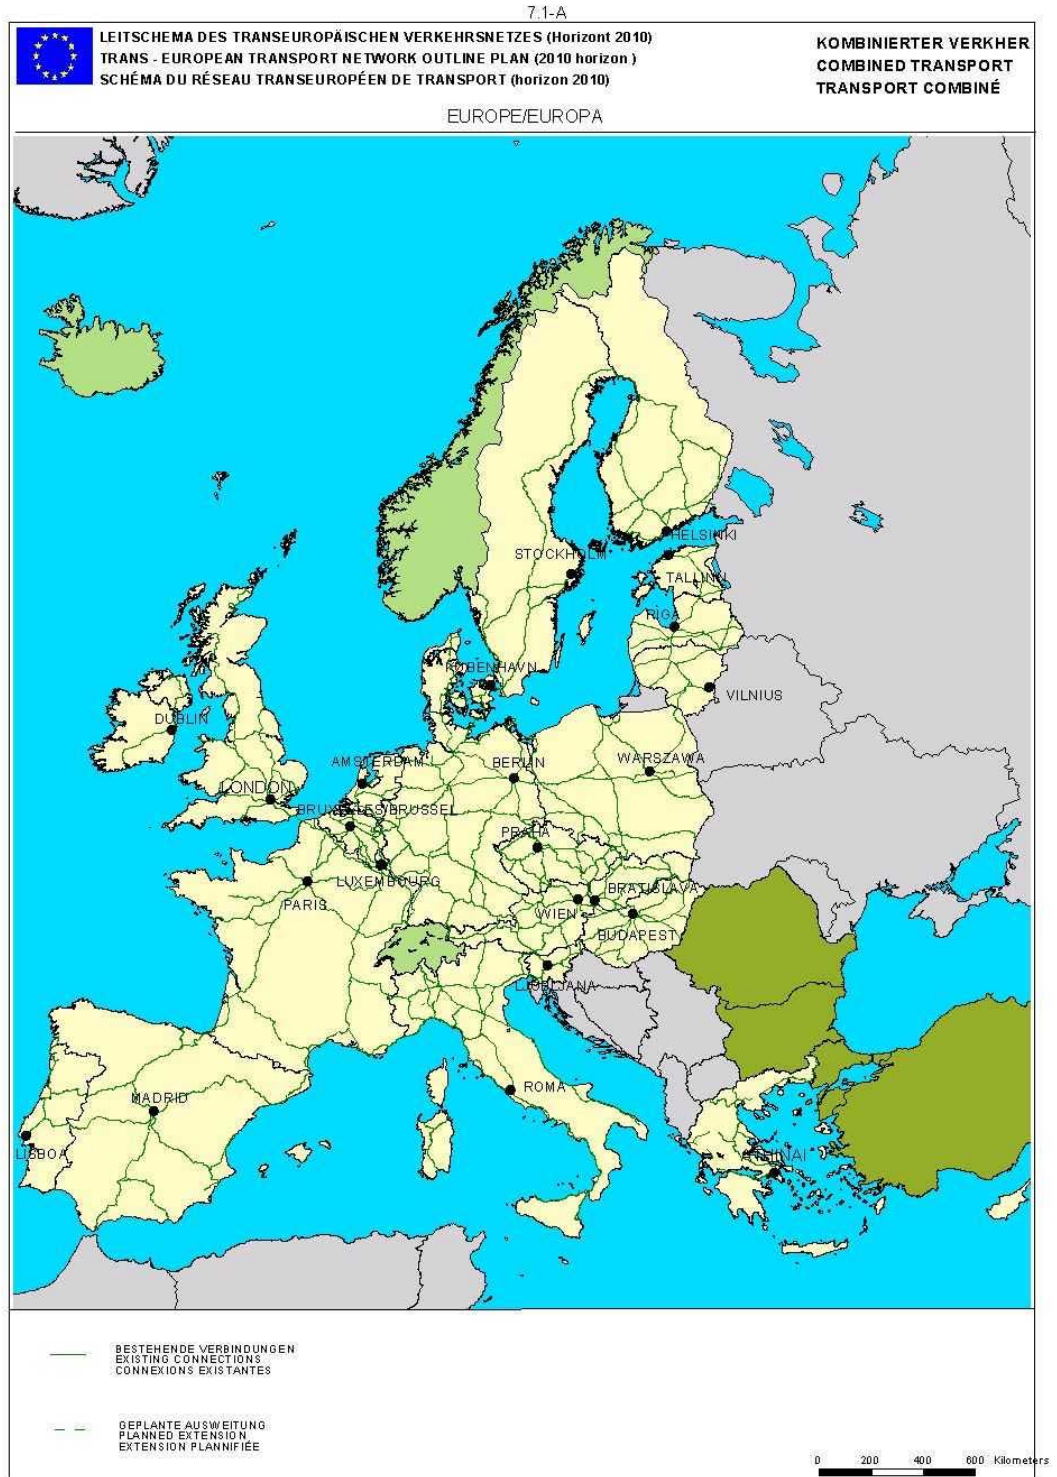 7.1-A
LEITSCHEMA DES TRANSEUROPÄISCHEN VERKEHRSNETZES (Horizont 2010)
TRANS - EUROPEAN TRANSPORT NETWORK OUTLINE PLAN (2010 horizon )
SCHÉMA DU RÉSEAU TRANSEUROPÉEN DE TRANSPORT (horizon 2010)
KOMBINIERTER VERKHER
COMBINED TRANSPORT
TRANSPORT COMBINÉ
EUROPE/EUROPA
HELSINKI
STOCKHOLM
TALLINN
RIGA
KØBENHAVN
VILNIUS
DUBLIN
AMSTERDAM
BERLIN
WARSZAWA
LONDON
BRUXELLES/BRUSSEL
PRAHA
LUXEMBOURG
BRATISLAVA
PARIS
WIEN
BUDAPEST
LJUBLJANA
ROMA
MADRID
LISBOA
ATHINAI
BESTEHENDE VERBINDUNGEN
EXISTING CONNECTIONS
CONNEXIONS EXISTANTES
GEPLANTE AUSWEITUNG
PLANNED EXTENSION
EXTENSION PLANNIFIÉE
0 200 400 600 Kilometers